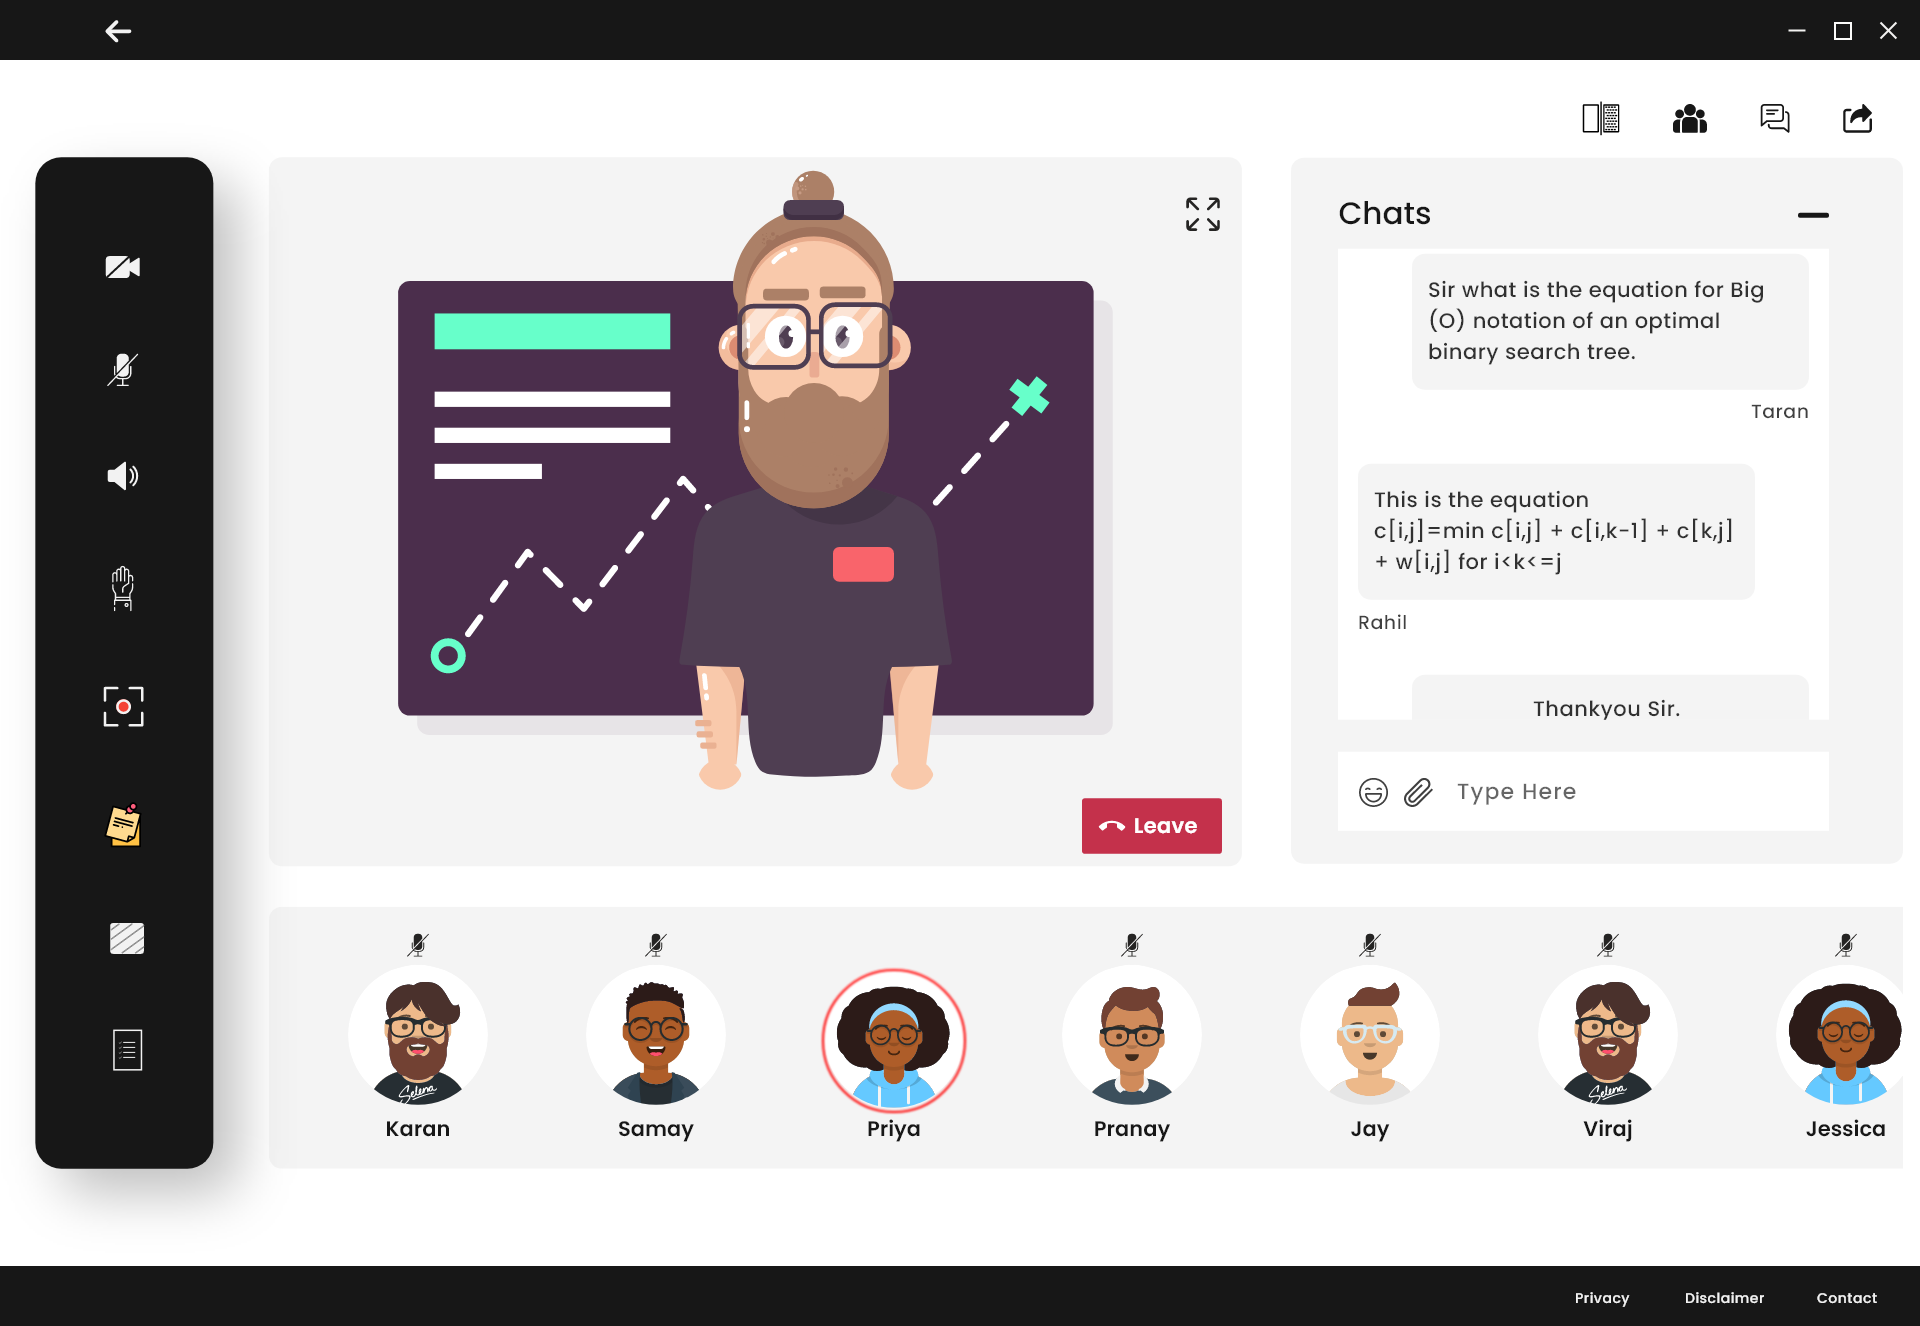 Chats
Sir what is the equation for Big
(O) notation of an optimal
binary search tree.
Taran
This is the equation
c[i,j]=min c[i,j] + c[i,k-1] + c[k,j]
+ w[i,j] for i<k<=j
Rahil
Thankyou Sir.
Type Here
Leave
Selena
Selena
Karan
Samay
Priya
Pranay
Jay
Viraj
Jessica
Privacy
Disclaimer
Contact